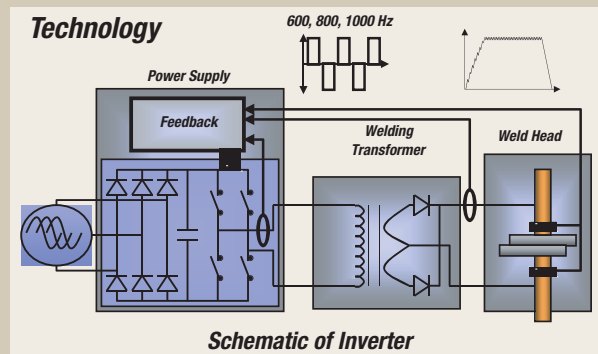 Technology
600, 800, 1000 Hz
Power Supply
Feedback
Welding
Transformer
Weld Head
Schematic of Inverter